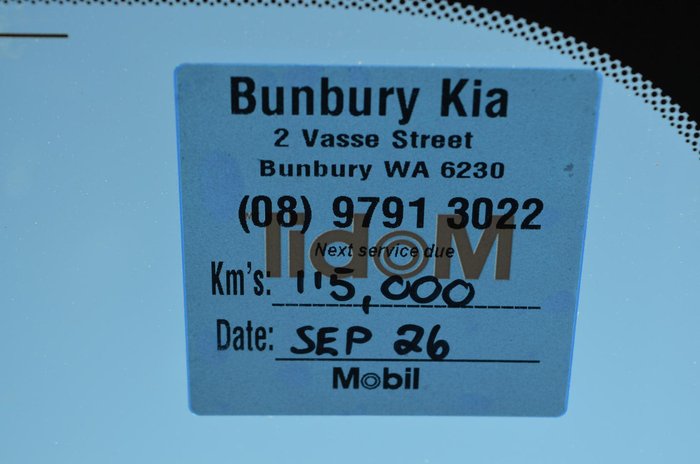 Bunbury Kia
2 Vasse Street
Bunbury WA 6230
(08) 9791 3022
Mobil
Next service due
Km's: 115,000
Date: SEP 26
Mobil